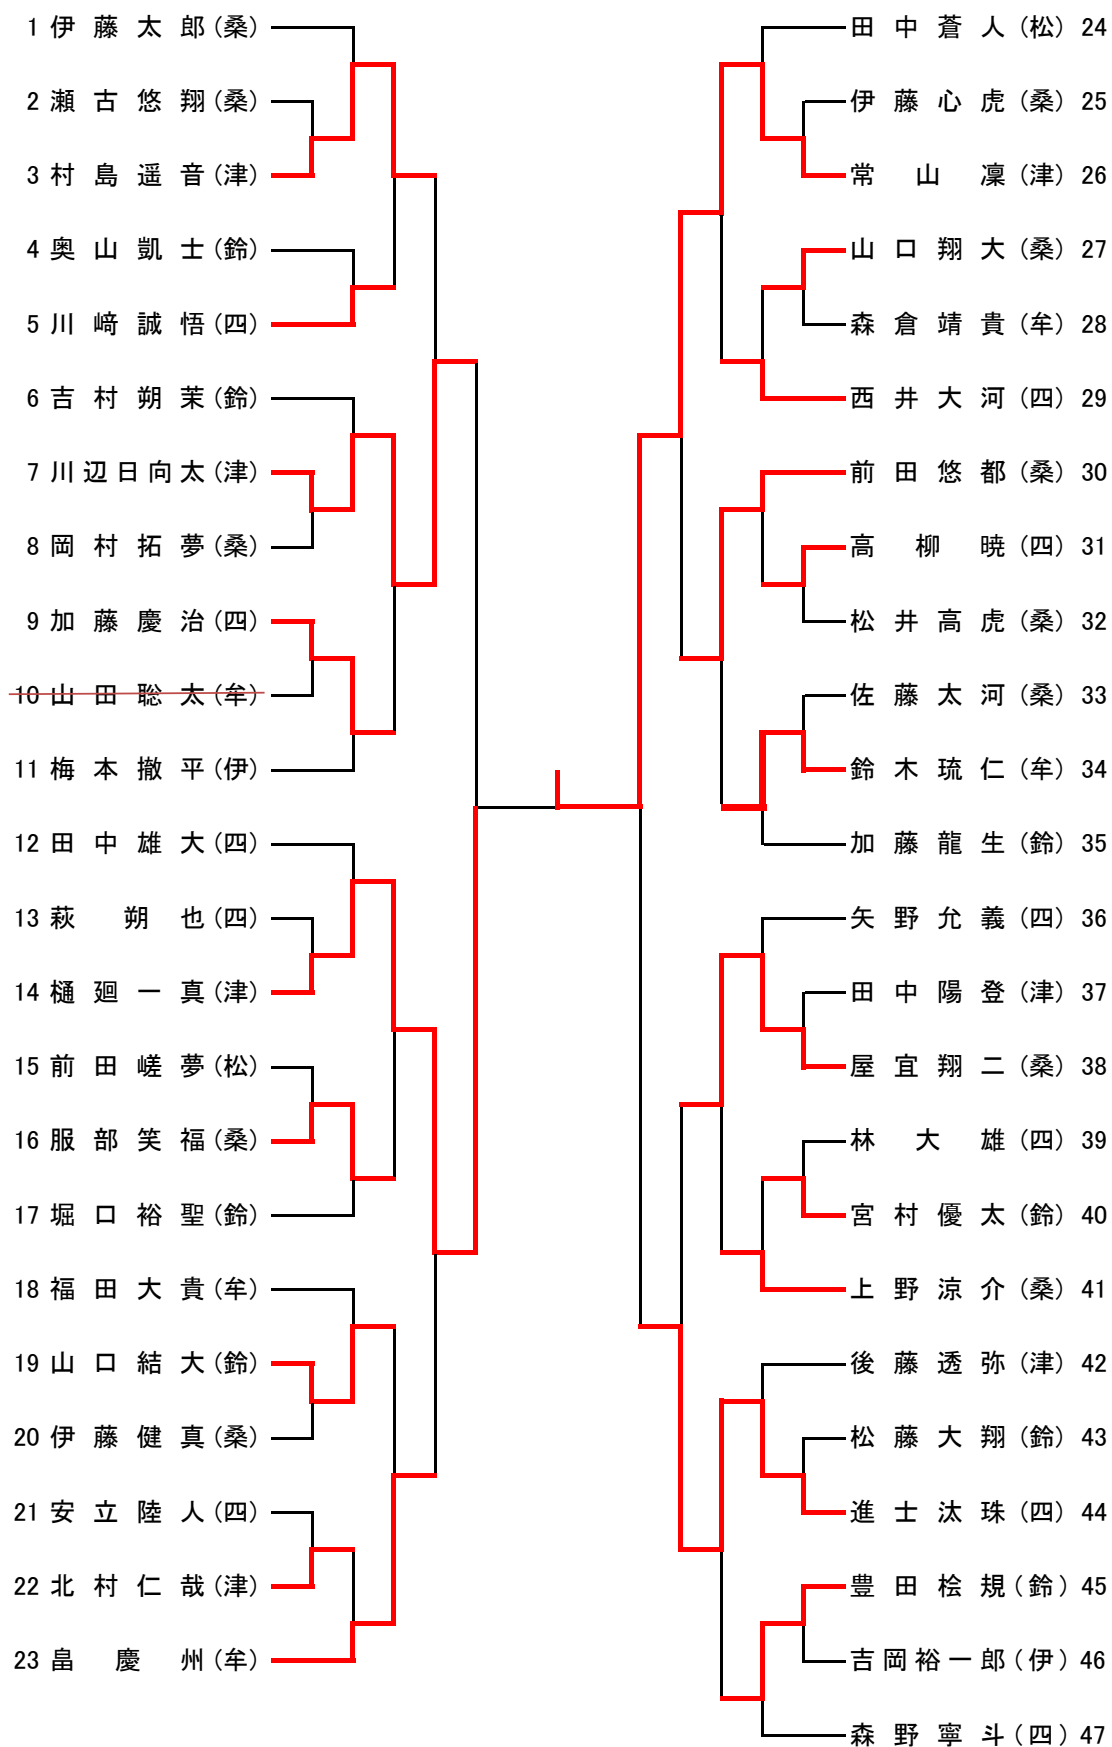 1 伊藤太郎(桑)
2 瀬古悠翔(桑)
3 村島遥音(津)
4 奥山凱士(鈴)
5 川﨑誠悟(四)
6 吉村朔茉(鈴)
7 川辺日向太(津)
8 岡村拓夢(桑)
9 加藤慶治(四)
10 山田聡太(牟)
11 梅本撤平(伊)
12 田中雄大(四)
13 萩朔也(四)
14 樋廻一真(津)
15 前田嵯夢(松)
16 服部笑福(桑)
17 堀口裕聖(鈴)
18 福田大貴(牟)
19 山口結大(鈴)
20 伊藤健真(桑)
21 安立陸人(四)
22 北村仁哉(津)
23 畠慶州(牟)
田中蒼人(松) 24
伊藤心虎(桑) 25
常山凜(津) 26
山口翔大(桑) 27
森倉靖貴(牟) 28
西井大河(四) 29
前田悠都(桑) 30
高柳暁(四) 31
松井高虎(桑) 32
佐藤太河(桑) 33
鈴木琉仁(牟) 34
加藤龍生(鈴) 35
矢野允義(四) 36
田中陽登(津) 37
屋宜翔二(桑) 38
林大雄(四) 39
宮村優太(鈴) 40
上野涼介(桑) 41
後藤透弥(津) 42
松藤大翔(鈴) 43
進士汰珠(四) 44
豊田桧規(鈴) 45
吉岡裕一郎(伊) 46
森野寧斗(四) 47